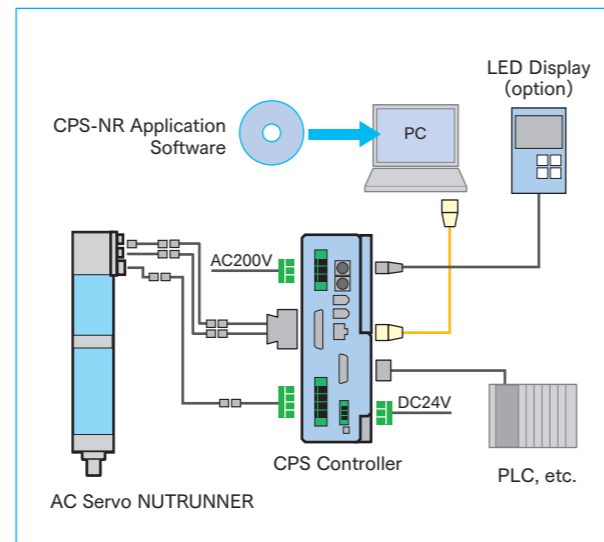 LED Display
(option)
CPS-NR Application
Software
PC
AC200V
DC24V
CPS Controller
PLC, etc.
AC Servo NUTRUNNER